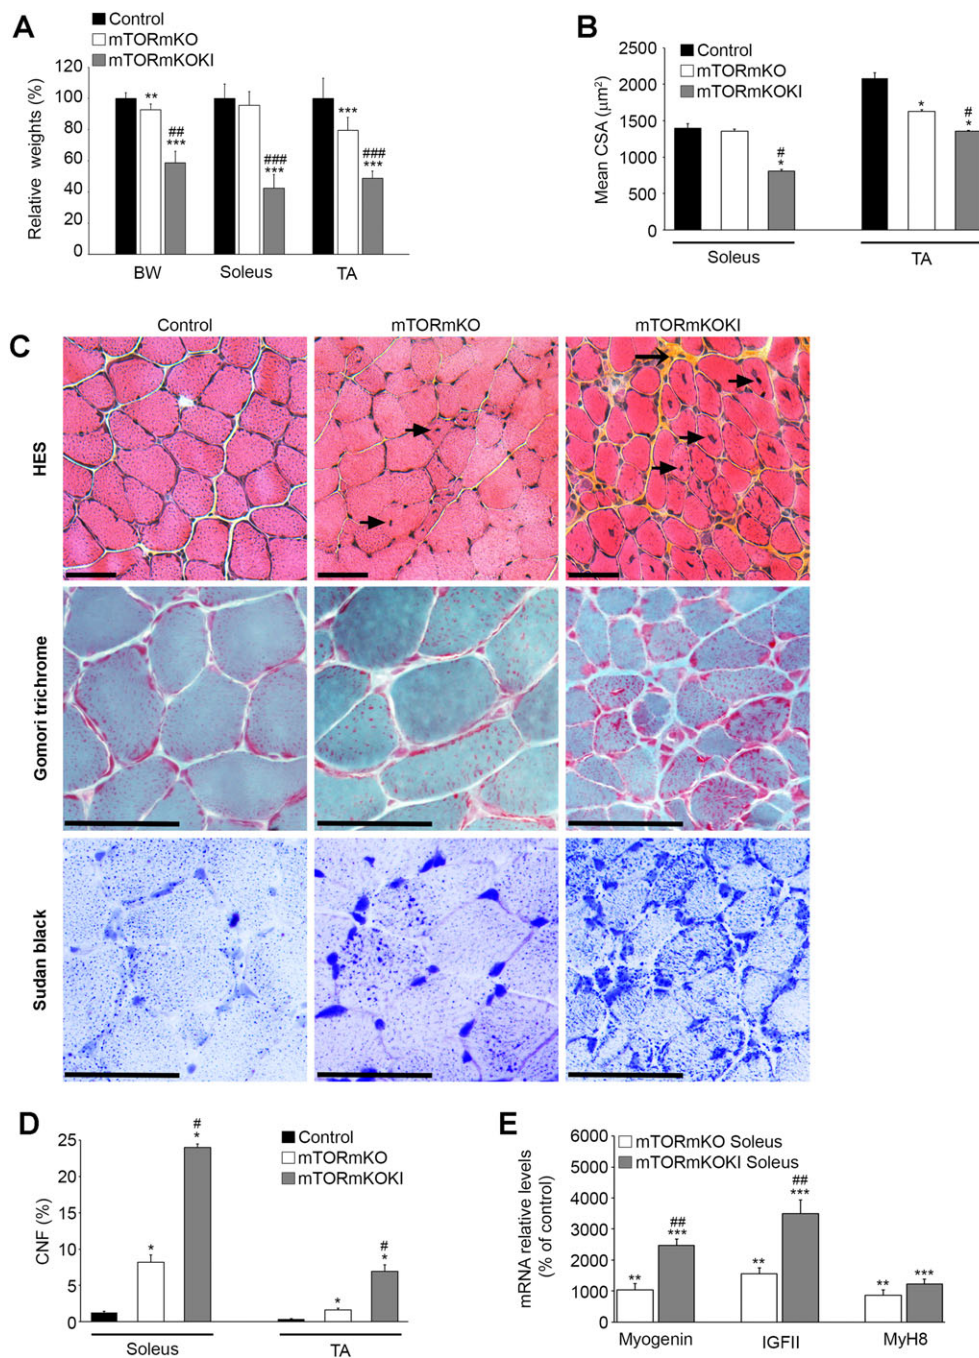 A
Control
mTORmKO
mTORmKOKI
Relative weights (%)
120
100
80
60
40
20
0
**
##
***
###
***
***
###
***
BW
Soleus
TA
B
Control
mTORmKO
mTORmKOKI
Mean CSA (µm²)
2500
2000
1500
1000
500
0
#
*
*
#
*
Soleus
TA
C
Control
mTORmKO
mTORmKOKI
HES
Gomori trichrome
Sudan black
D
Control
mTORmKO
mTORmKOKI
CNF (%)
25
20
15
10
5
0
*
#
*
*
#
*
Soleus
TA
E
mTORmKO Soleus
mTORmKOKI Soleus
mRNA relative levels
(% of control)
6000
5000
4000
3000
2000
1000
0
**
##
***
**
##
***
**
***
Myogenin
IGFII
MyH8